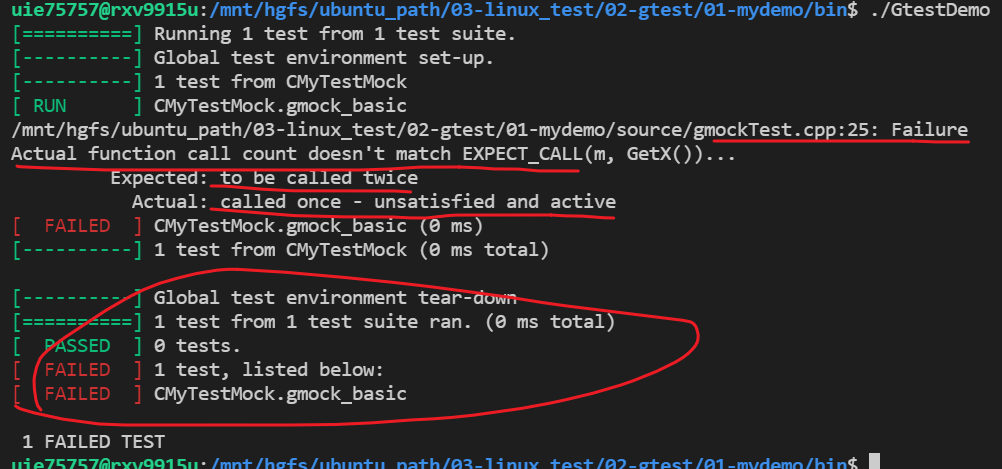 uie75757@rxv9915u:/mnt/hgfs/ubuntu_path/03-linux_test/02-gtest/01-mydemo/bin$ ./GtestDemo
[==========] Running 1 test from 1 test suite.
[----------] Global test environment set-up.
[----------] 1 test from CMyTestMock
[ RUN      ] CMyTestMock.gmock_basic
/mnt/hgfs/ubuntu_path/03-linux_test/02-gtest/01-mydemo/source/gmockTest.cpp:25: Failure
Actual function call count doesn't match EXPECT_CALL(m, GetX())...
         Expected: to be called twice
           Actual: called once - unsatisfied and active
[  FAILED  ] CMyTestMock.gmock_basic (0 ms)
[----------] 1 test from CMyTestMock (0 ms total)
[----------] Global test environment tear-down
[==========] 1 test from 1 test suite ran. (0 ms total)
[  PASSED  ] 0 tests.
[  FAILED  ] 1 test, listed below:
[  FAILED  ] CMyTestMock.gmock_basic
 1 FAILED TEST
uie75757@rxv9915u:/mnt/hgfs/ubuntu_path/03-linux_test/02-gtest/01-mydemo/bin$